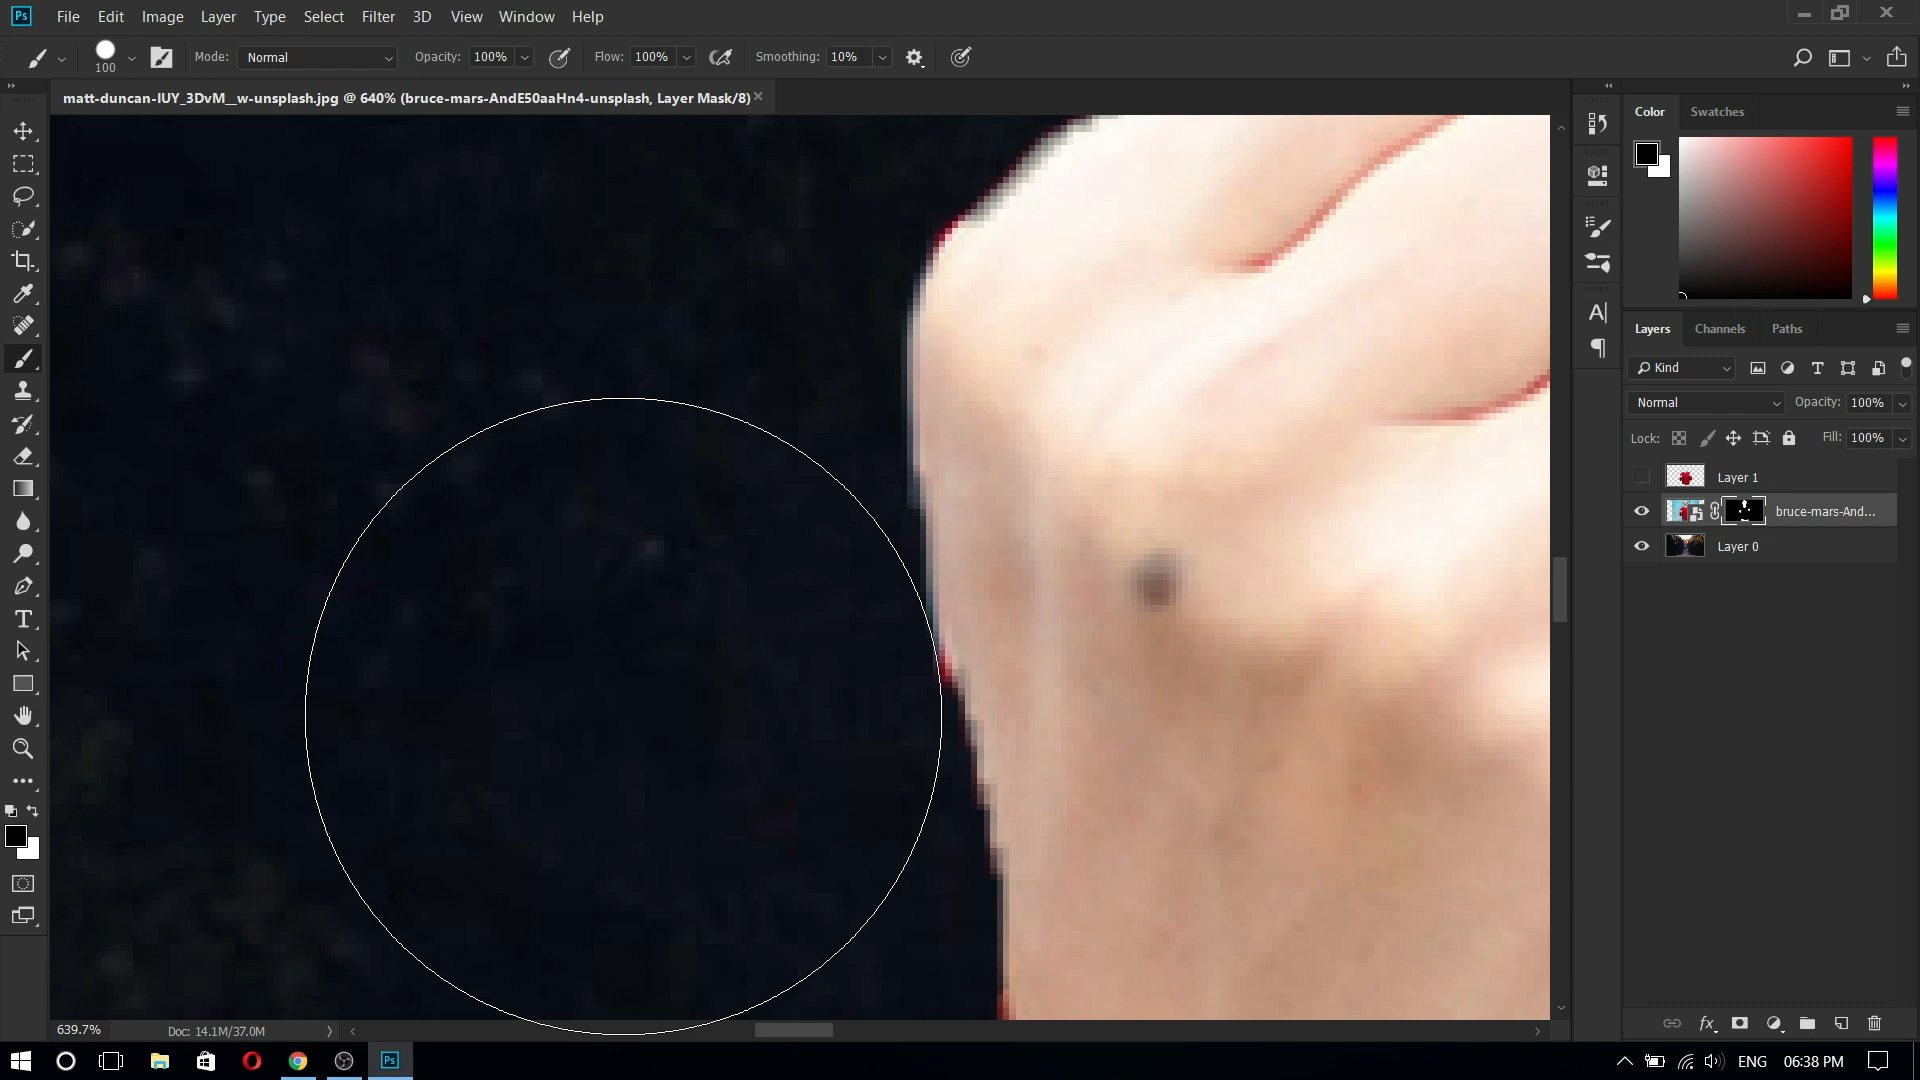 Ps File Edit Image Layer Type Select Filter 3D View Window Help
100 Mode: Normal Opacity: 100% Flow: 100% Smoothing: 10%
matt-duncan-IUY_3DvM__w-unsplash.jpg @ 640% (bruce-mars-AndE50aaHn4-unsplash, Layer Mask/8)
Color Swatches
Layers Channels Paths
Kind
Normal Opacity: 100%
Lock: Fill: 100%
Layer 1
bruce-mars-And...
Layer 0
639.7% Doc: 14.1M/37.0M
Ps ENG 06:38 PM